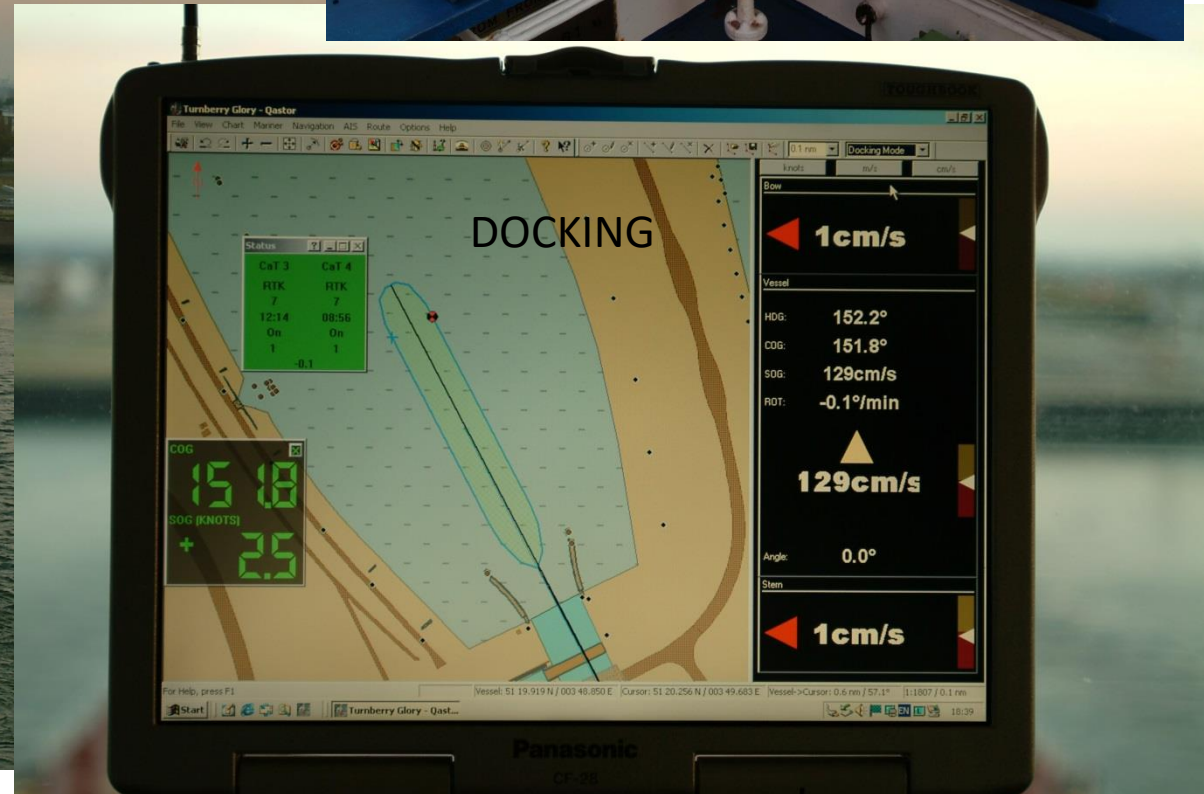 TOUGHBOOK
Turnberry Glory - Qastor
File View Chart Mariner Navigation AIS Route Options Help
0.1 nm Docking Mode
knots m/s cm/s
DOCKING
Status
CaT 3 CaT 4
RTK RTK
7 7
12:14 08:56
On On
1 1
-0.1
COG
151.8
SOG (KNOTS)
+ 2.5
Bow
1cm/s
Vessel
HDG: 152.2°
COG: 151.8°
SOG: 129cm/s
ROT: -0.1°/min
129cm/s
Angle: 0.0°
Stern
1cm/s
For Help, press F1 Vessel: 51 19.919 N / 003 48.850 E Cursor: 51 20.256 N / 003 49.683 E Vessel->Cursor: 0.6 nm / 57.1° 1:1807 / 0.1 nm
Start Turnberry Glory - Qast... EN 18:39
Panasonic
CF-28